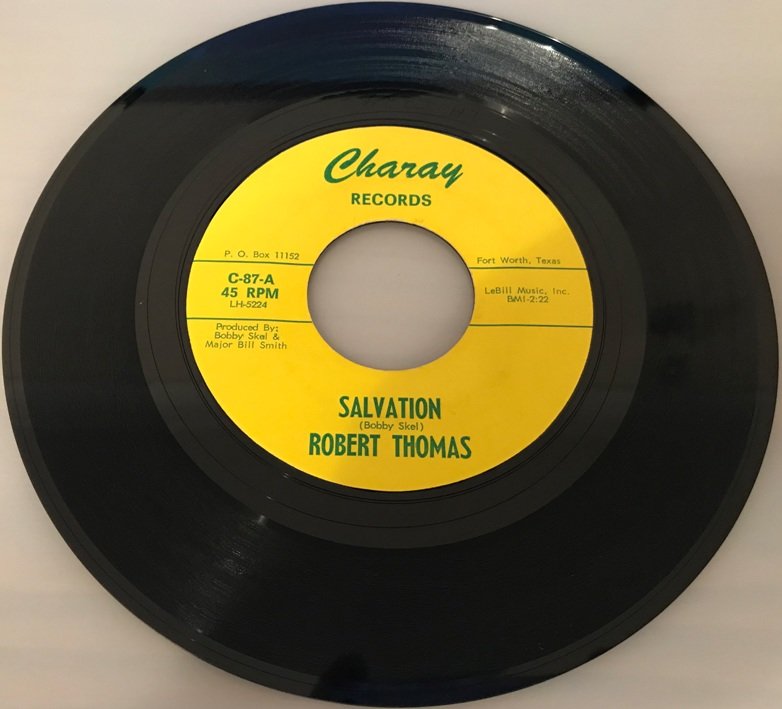 Charay
RECORDS
P. O. Box 11152
Fort Worth, Texas
C-87-A
45 RPM
LH-5224
LeBill Music, Inc.
BMI-2:22
Produced By:
Bobby Skel &
Major Bill Smith
SALVATION
(Bobby Skel)
ROBERT THOMAS